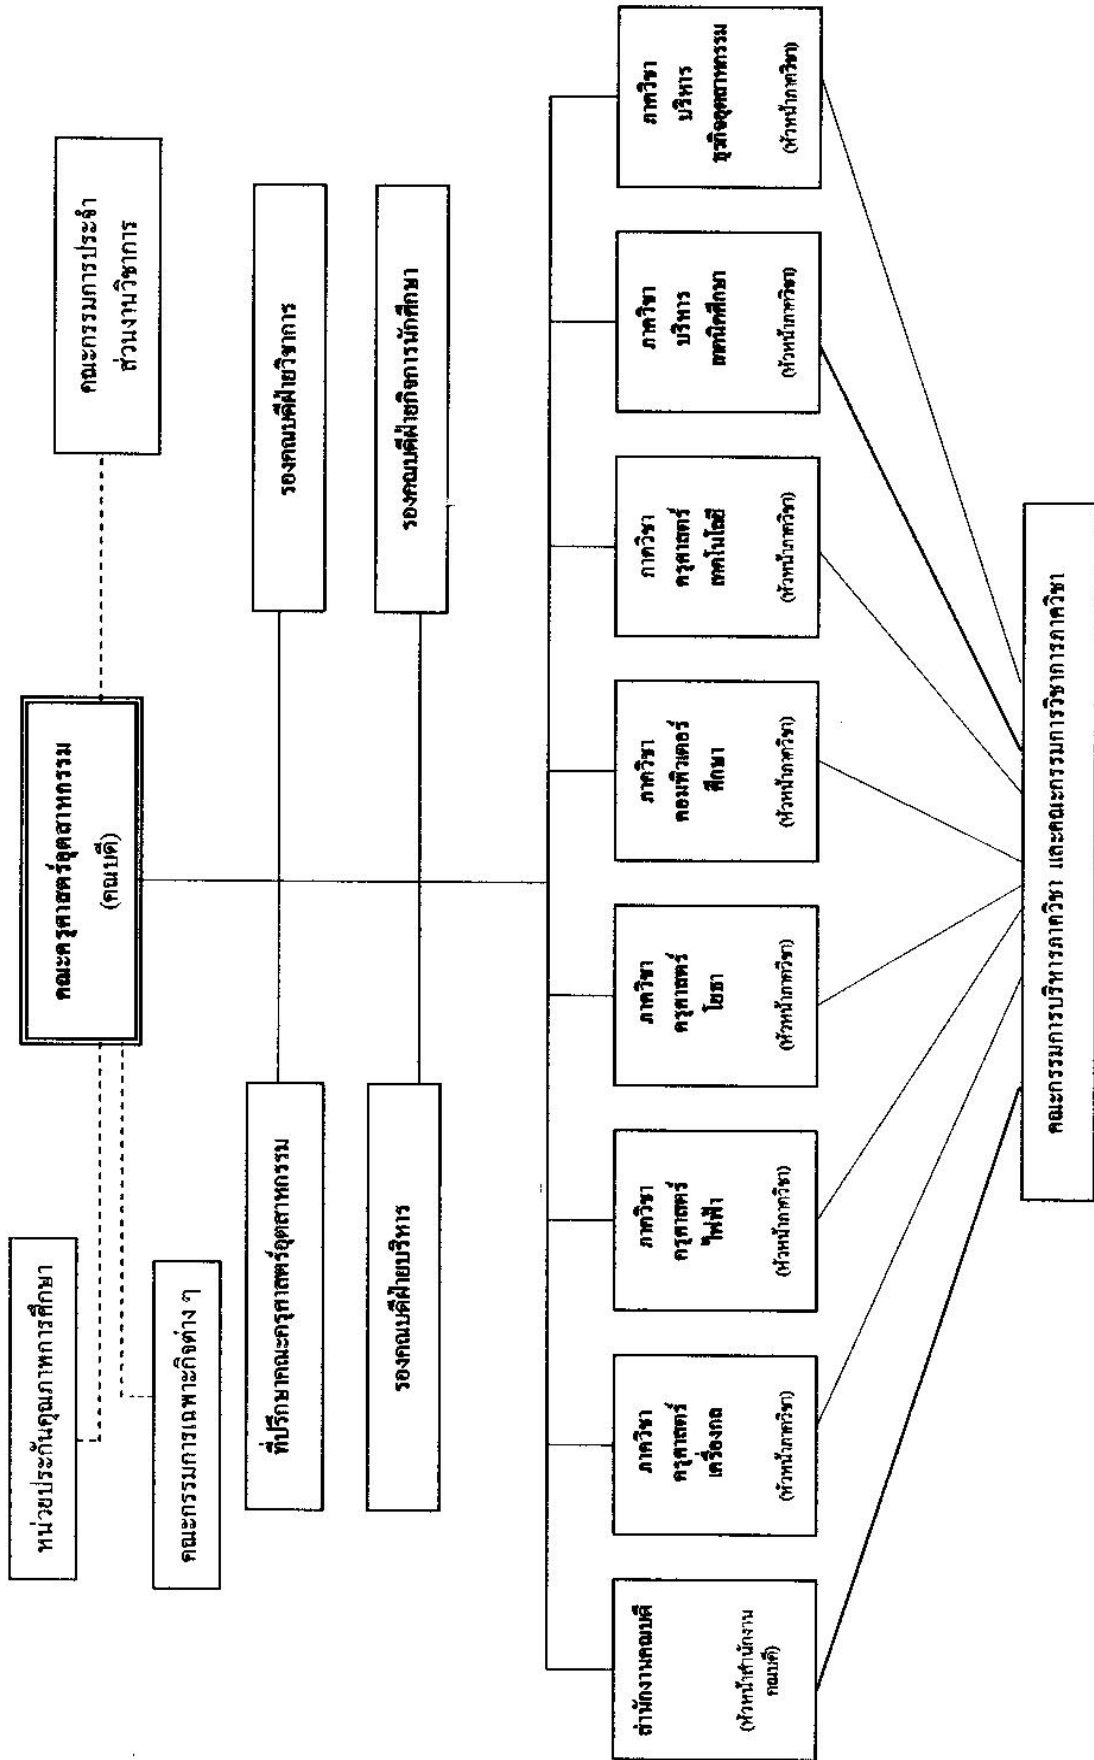 หน่วยประกันคุณภาพการศึกษา
คณะกรรมการเฉพาะกิจต่าง ๆ
คณะครุศาสตร์อุตสาหกรรม
(คณบดี)
คณะกรรมการประจำ
ส่วนงานวิชาการ
ที่ปรึกษาคณะครุศาสตร์อุตสาหกรรม
รองคณบดีฝ่ายวิชาการ
รองคณบดีฝ่ายบริหาร
รองคณบดีฝ่ายกิจการนักศึกษา
สำนักงานคณบดี
(หัวหน้าสำนักงาน
คณบดี)
ภาควิชา
ครุศาสตร์
เครื่องกล
(หัวหน้าภาควิชา)
ภาควิชา
ครุศาสตร์
ไฟฟ้า
(หัวหน้าภาควิชา)
ภาควิชา
ครุศาสตร์
โยธา
(หัวหน้าภาควิชา)
ภาควิชา
คอมพิวเตอร์
ศึกษา
(หัวหน้าภาควิชา)
ภาควิชา
ครุศาสตร์
เทคโนโลยี
(หัวหน้าภาควิชา)
ภาควิชา
บริหาร
เทคนิคศึกษา
(หัวหน้าภาควิชา)
ภาควิชา
บริหาร
ธุรกิจอุตสาหกรรม
(หัวหน้าภาควิชา)
คณะกรรมการบริหารภาควิชา และคณะกรรมการวิชาการภาควิชา